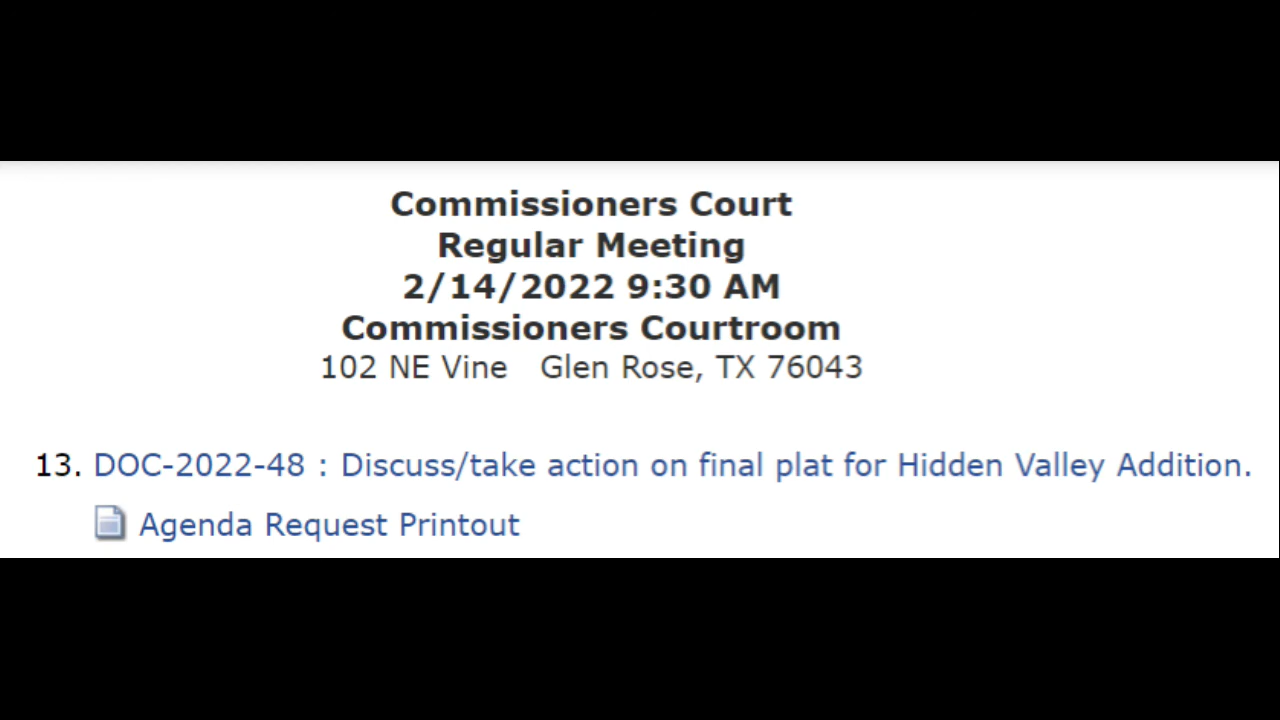 Commissioners Court
Regular Meeting
2/14/2022 9:30 AM
Commissioners Courtroom
102 NE Vine Glen Rose, TX 76043
13. DOC-2022-48 : Discuss/take action on final plat for Hidden Valley Addition.
Agenda Request Printout